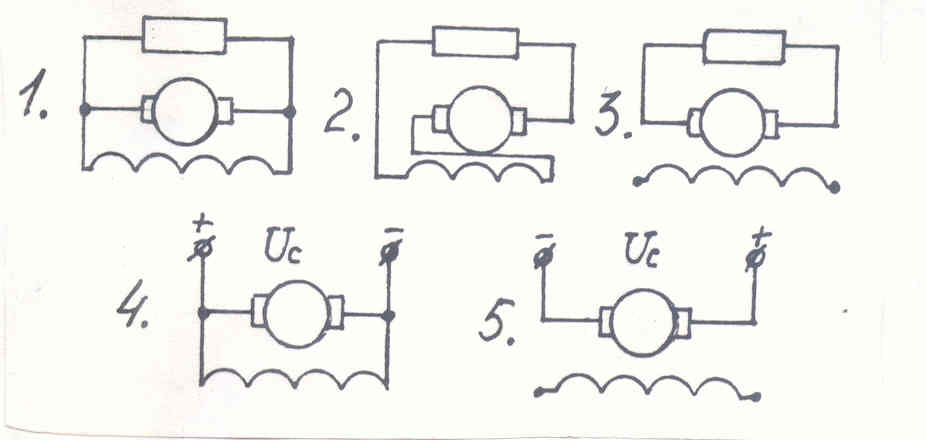 1. 2. 3.
+ Uc -  - Uc +
4. 5.